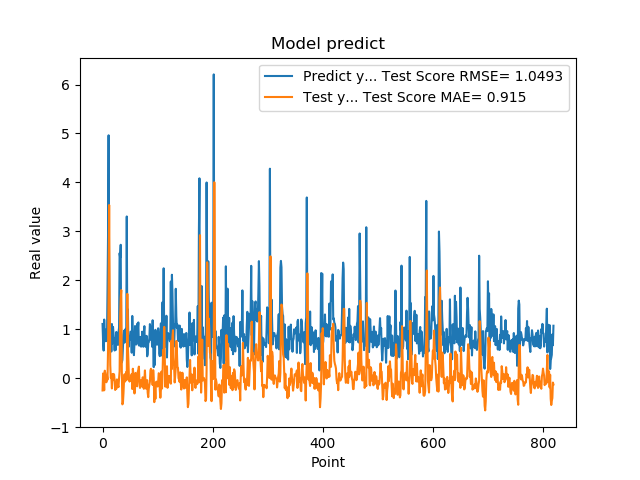 Model predict
Predict y... Test Score RMSE= 1.0493
Test y... Test Score MAE= 0.915
Real value
6
5
4
3
2
1
0
−1
0 200 400 600 800
Point